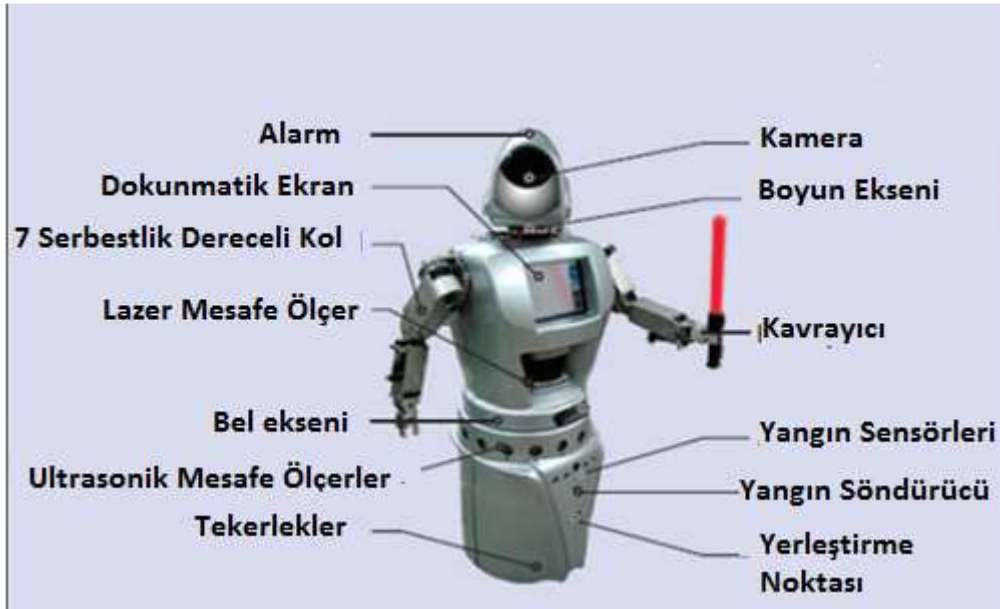 Alarm
Dokunmatik Ekran
7 Serbestlik Dereceli Kol
Lazer Mesafe Ölçer
Bel ekseni
Ultrasonik Mesafe Ölçerler
Tekerlekler
Kamera
Boyun Ekseni
Kavrayıcı
Yangın Sensörleri
Yangın Söndürücü
Yerleştirme
Noktası